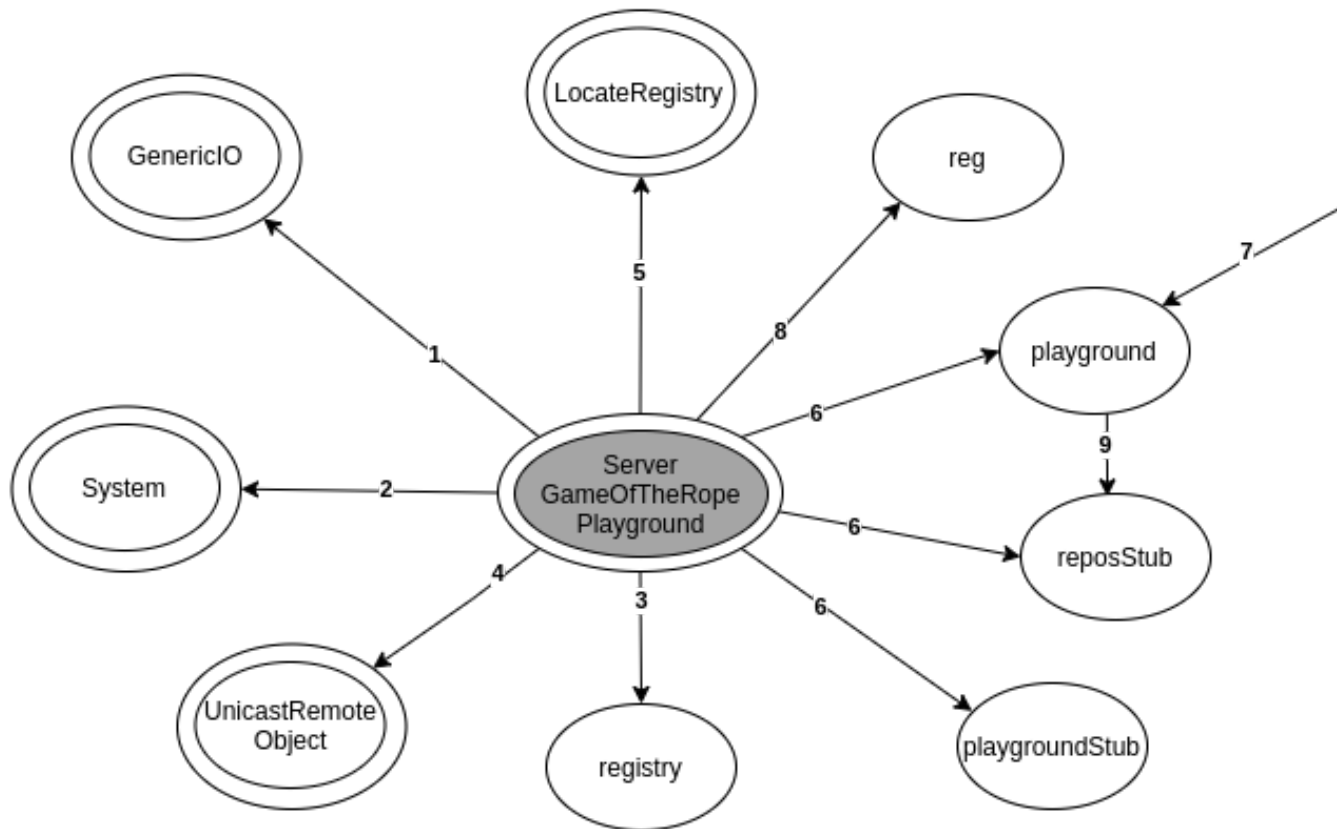 LocateRegistry
GenericIO
reg
5
7
8
playground
1
6
9
Server
GameOfTheRope
Playground
System
2
6
reposStub
4
3
6
UnicastRemote
Object
registry
playgroundStub